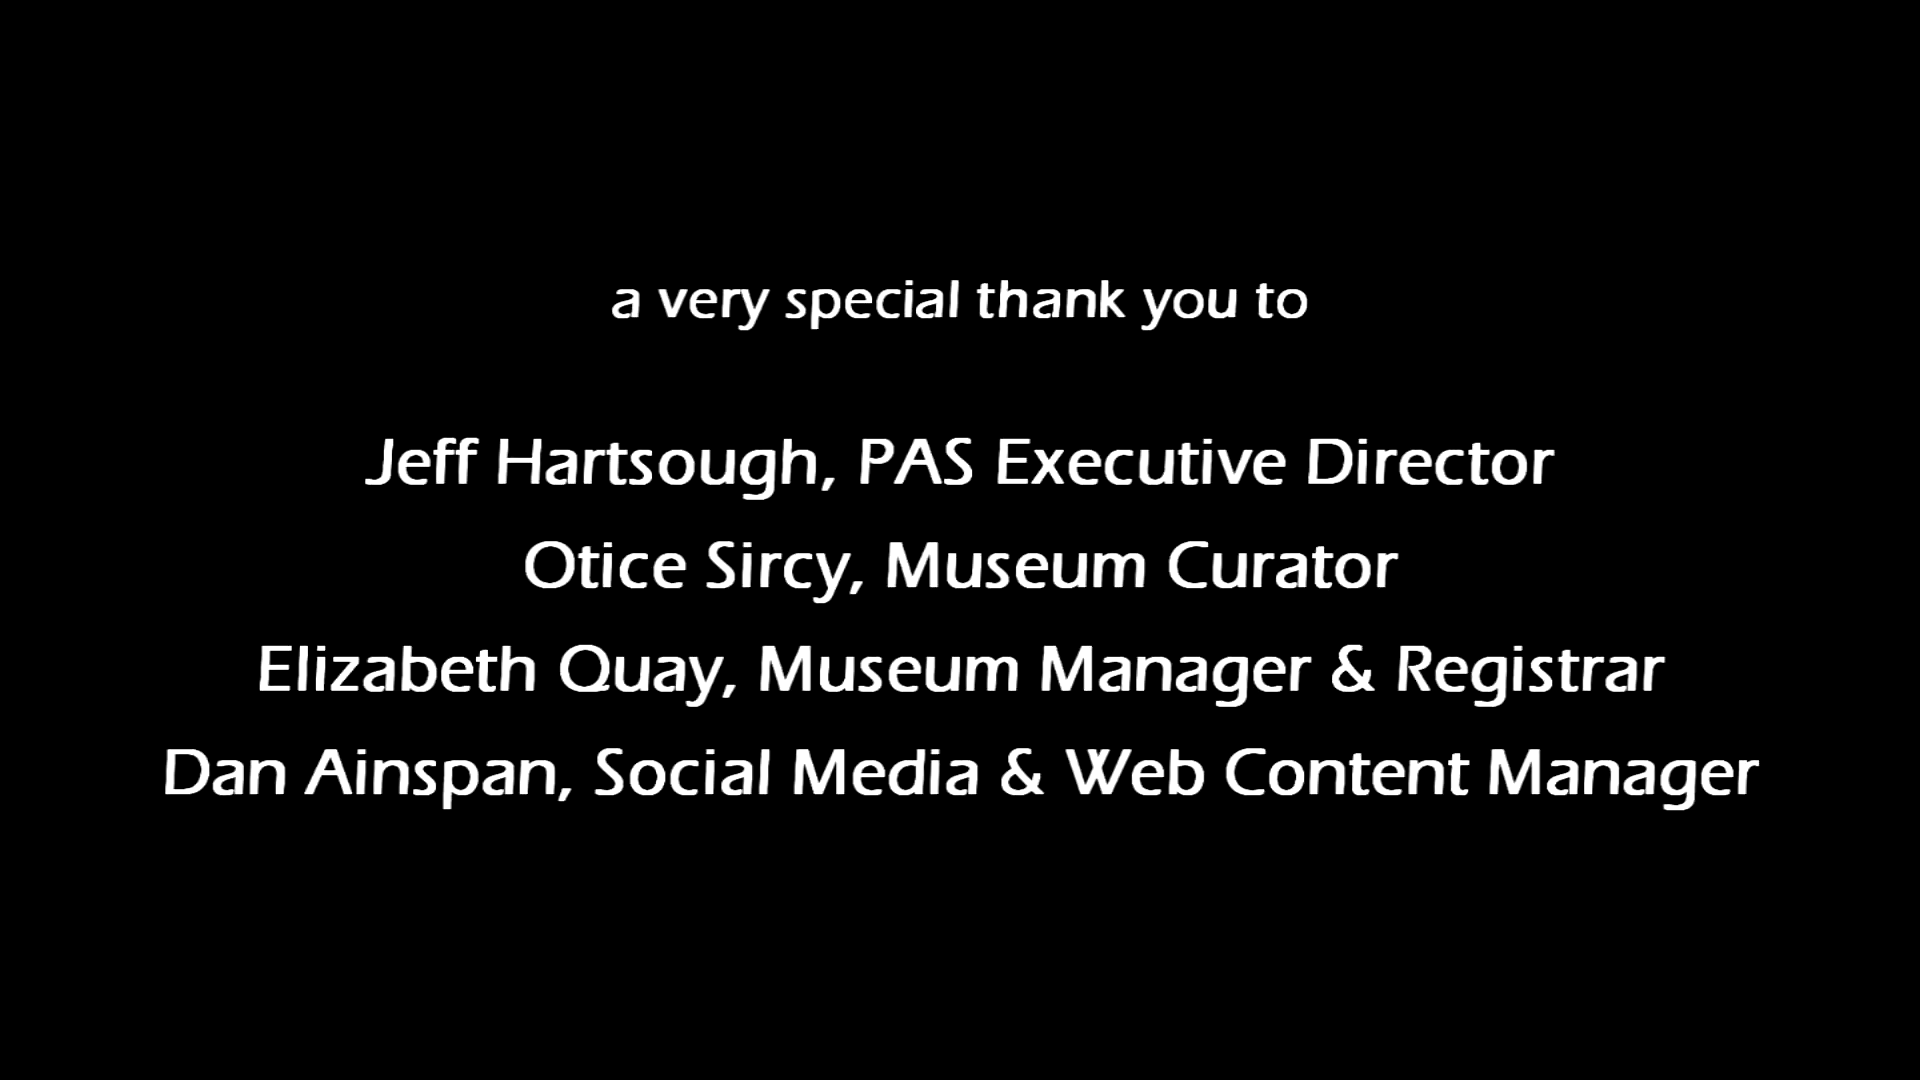 a very special thank you to
Jeff Hartsough, PAS Executive Director
Otice Sircy, Museum Curator
Elizabeth Quay, Museum Manager & Registrar
Dan Ainspan, Social Media & Web Content Manager